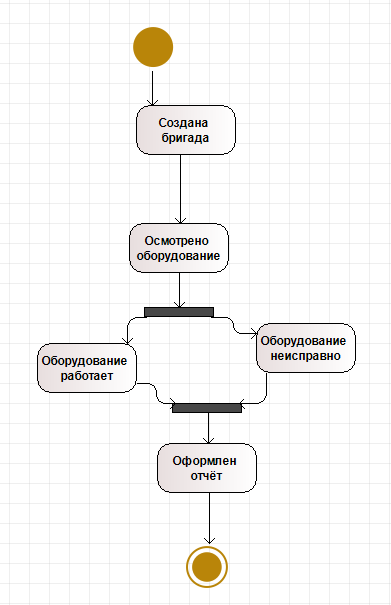 Создана
бригада
Осмотрено
оборудование
Оборудование
работает
Оборудование
неисправно
Оформлен
отчёт